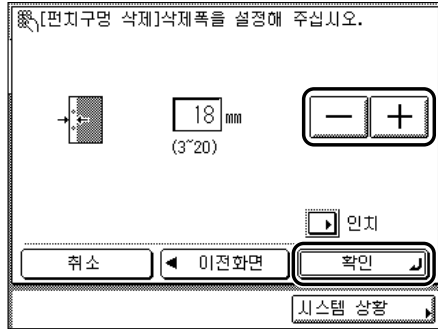 [펀치구멍 삭제]삭제폭을 설정해 주십시오.
18 mm
(3~20)
− +
인치
취소
◀ 이전화면
확인
시스템 상황